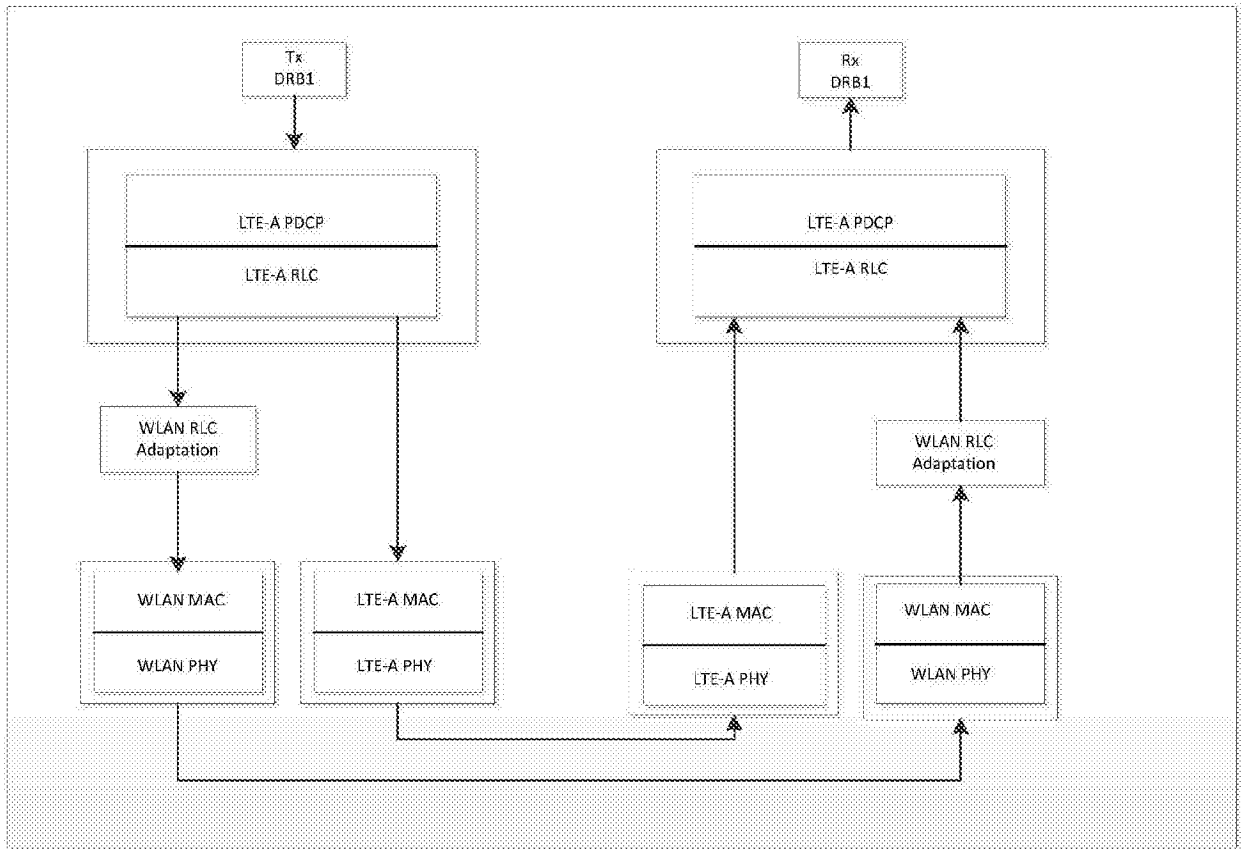 Tx
DRB1
Rx
DRB1
LTE-A PDCP
LTE-A RLC
LTE-A PDCP
LTE-A RLC
WLAN RLC
Adaptation
WLAN RLC
Adaptation
WLAN MAC
WLAN PHY
LTE-A MAC
LTE-A PHY
LTE-A MAC
LTE-A PHY
WLAN MAC
WLAN PHY